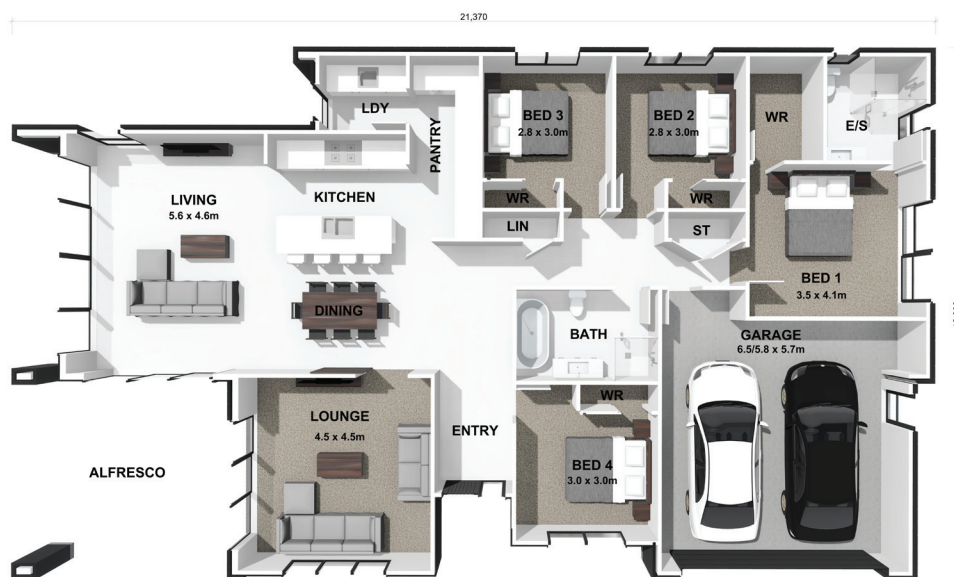 21,370
LDY
PANTRY
BED 3
2.8 x 3.0m
BED 2
2.8 x 3.0m
WR
E/S
LIVING
5.6 x 4.6m
KITCHEN
WR
WR
LIN
ST
BED 1
3.5 x 4.1m
DINING
BATH
GARAGE
6.5/5.8 x 5.7m
LOUNGE
4.5 x 4.5m
ENTRY
WR
BED 4
3.0 x 3.0m
ALFRESCO